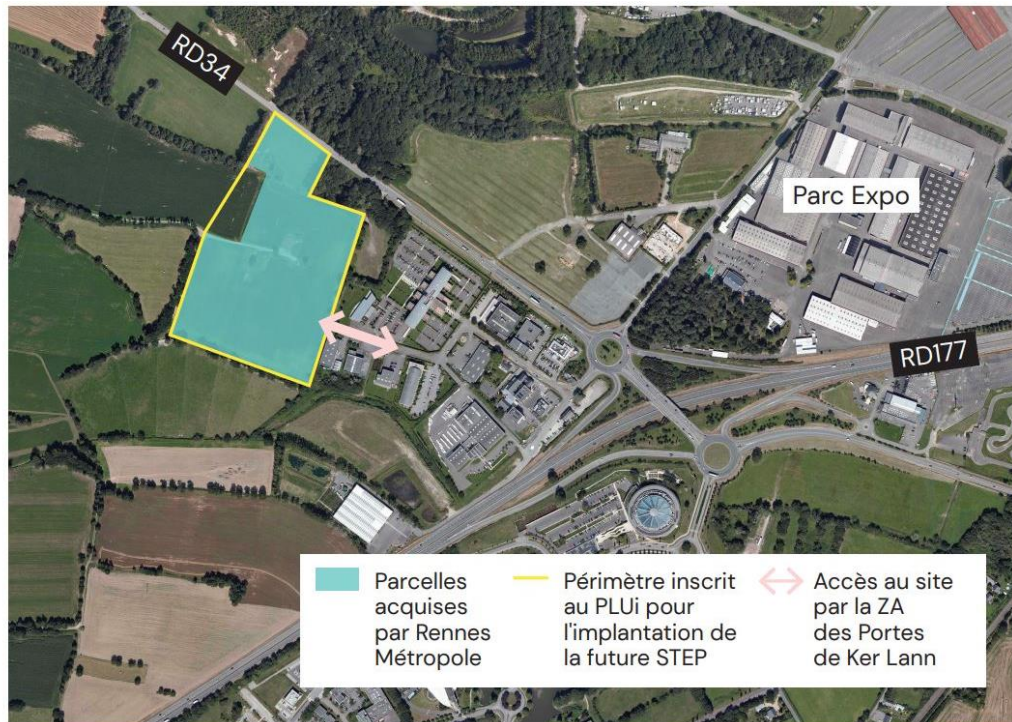 RD34
Parc Expo
RD177
Parcelles
acquises
par Rennes
Métropole
Périmètre inscrit
au PLUi pour
l'implantation de
la future STEP
Accès au site
par la ZA
des Portes
de Ker Lann